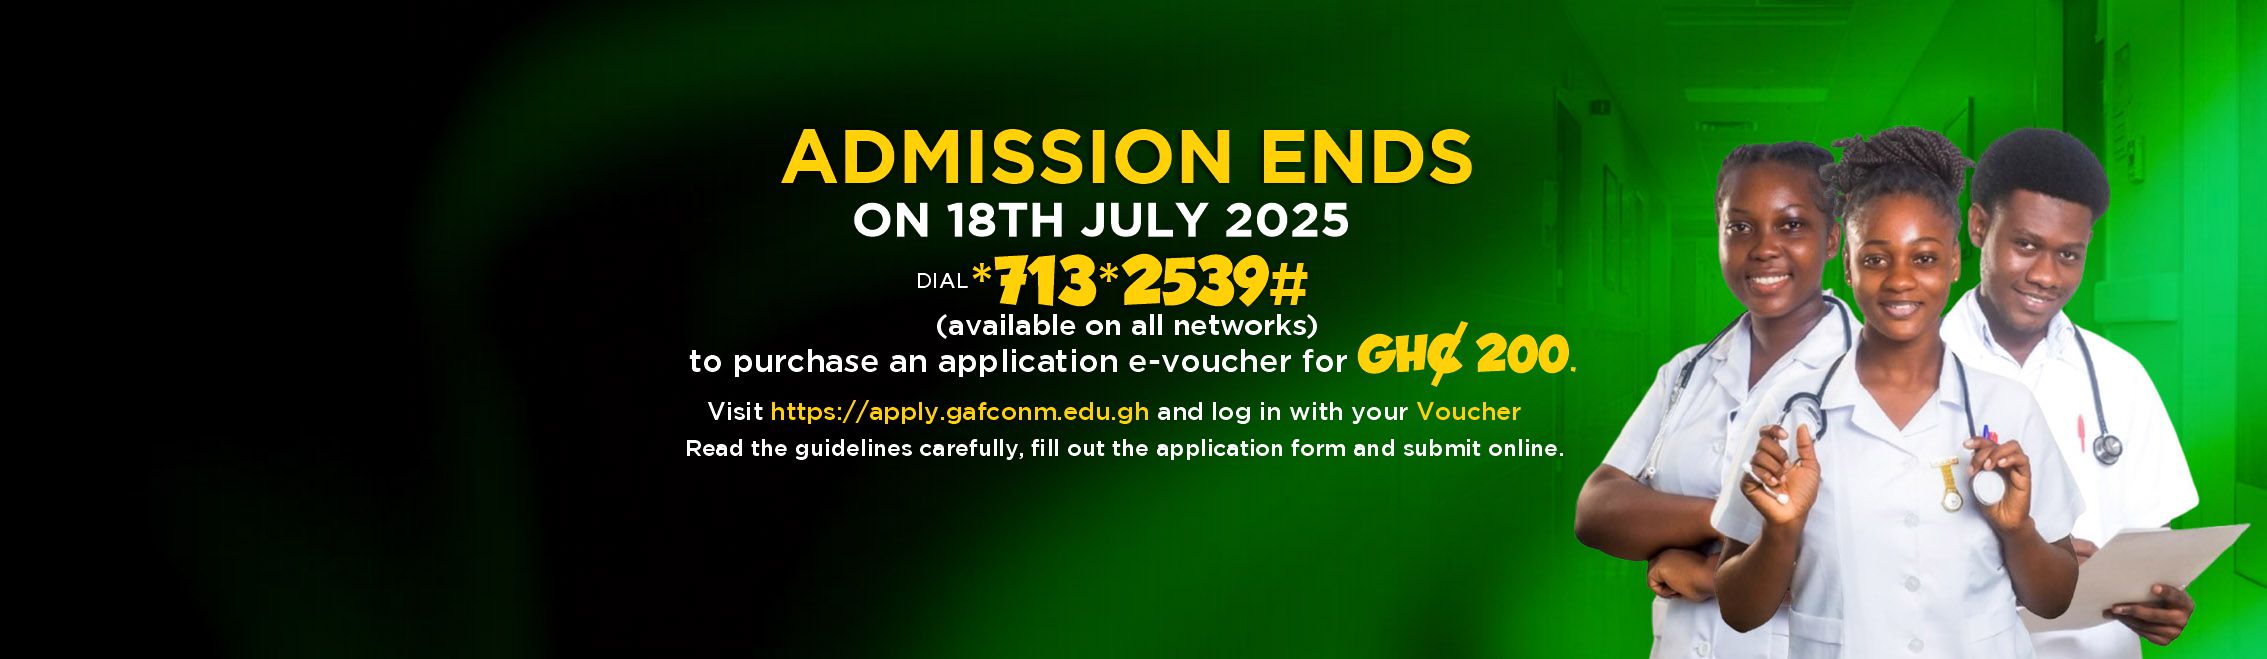 ADMISSION ENDS
ON 18TH JULY 2025
DIAL *713*2539#
(available on all networks)
to purchase an application e-voucher for GH₵ 200.
Visit https://apply.gafconm.edu.gh and log in with your Voucher
Read the guidelines carefully, fill out the application form and submit online.